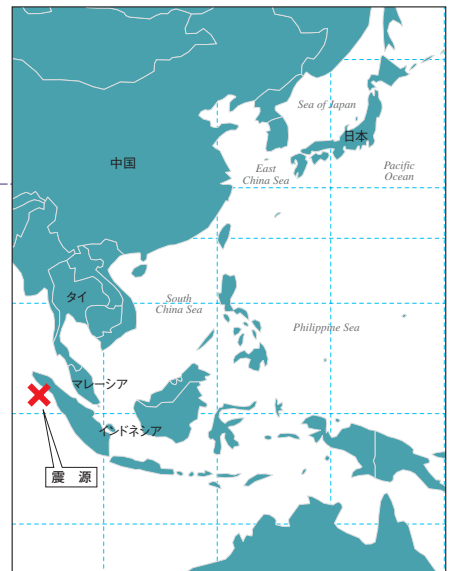 Sea of Japan
日本
中国
East
China Sea
Pacific
Ocean
タイ
South
China Sea
Philippine Sea
マレーシア
インドネシア
震 源